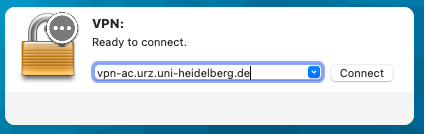 VPN:
Ready to connect.
vpn-ac.urz.uni-heidelberg.de
Connect